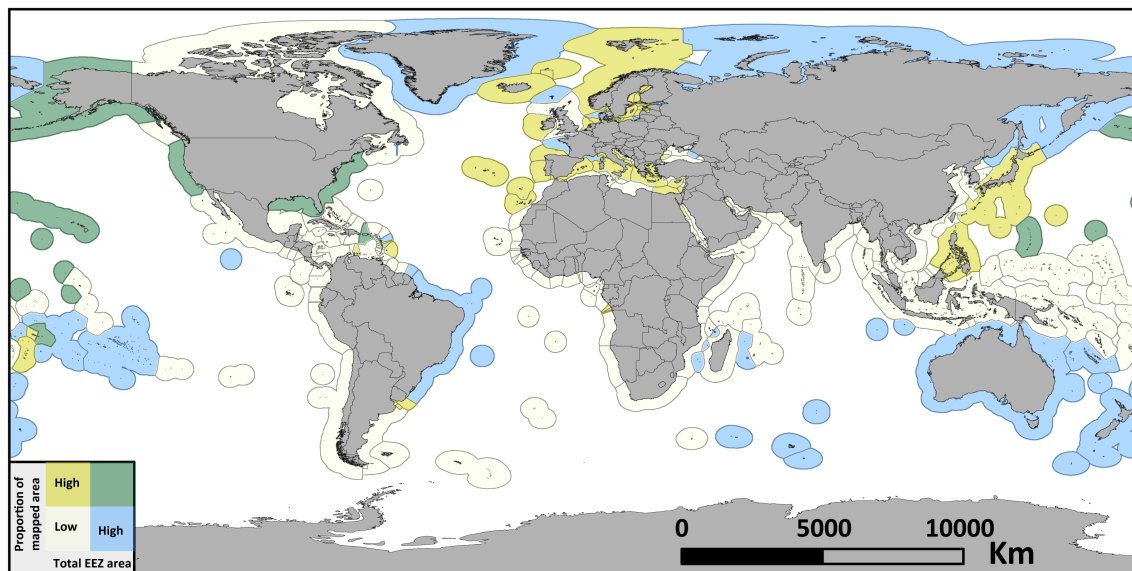 Proportion of
mapped area
High
Low
High
Total EEZ area
0
5000
10000
Km